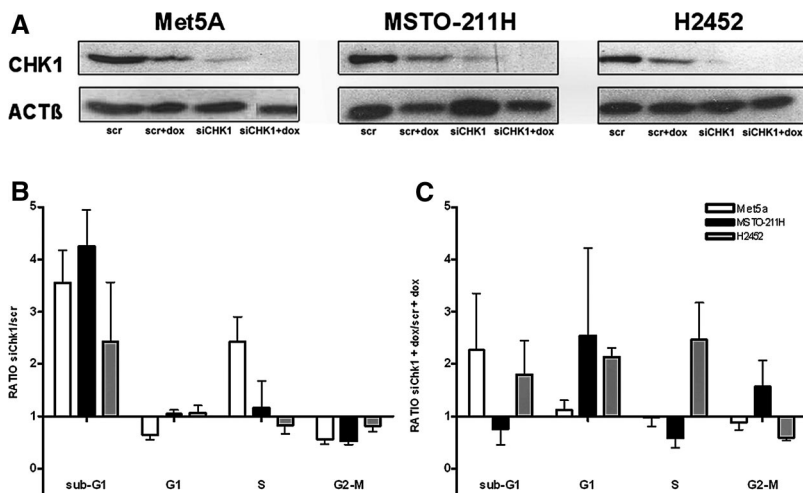 A
Met5A MSTO-211H H2452
CHK1
ACTß
scr scr+dox siCHK1 siCHK1+dox scr scr+dox siCHK1 siCHK1+dox scr scr+dox siCHK1 siCHK1+dox
B
RATIO siChk1/scr
5
4
3
2
1
0
sub-G1 G1 S G2-M
C
RATIO siChk1 + dox/scr + dox
5
4
3
2
1
0
Met5a
MSTO-211H
H2452
sub-G1 G1 S G2-M